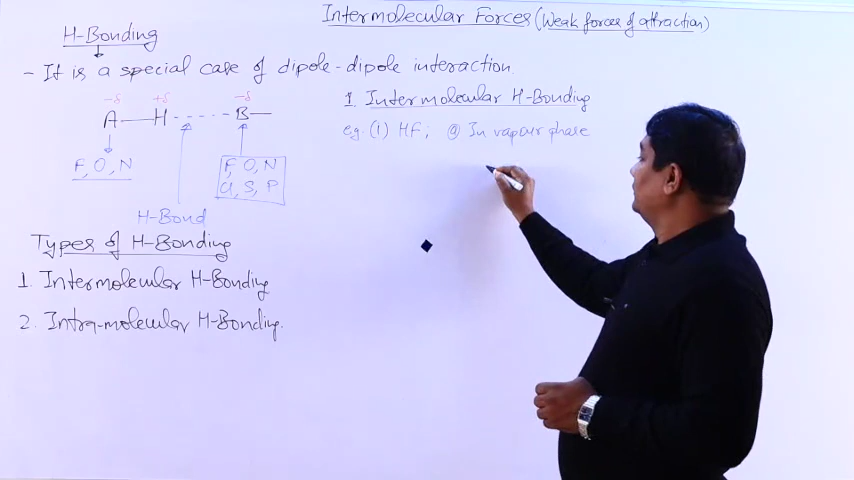 Intermolecular Forces (Weak forces of attraction)
H-Bonding
- It is a special case of dipole-dipole interaction.
-δ +δ -δ
A — H - - - - - B —
F, O, N
F, O, N
Cl, S, P
H-Bond
Types of H-Bonding
1. Intermolecular H-Bonding
2. Intra-molecular H-Bonding.
1. Intermolecular H-Bonding
eg. (1) HF; @ In vapour phase